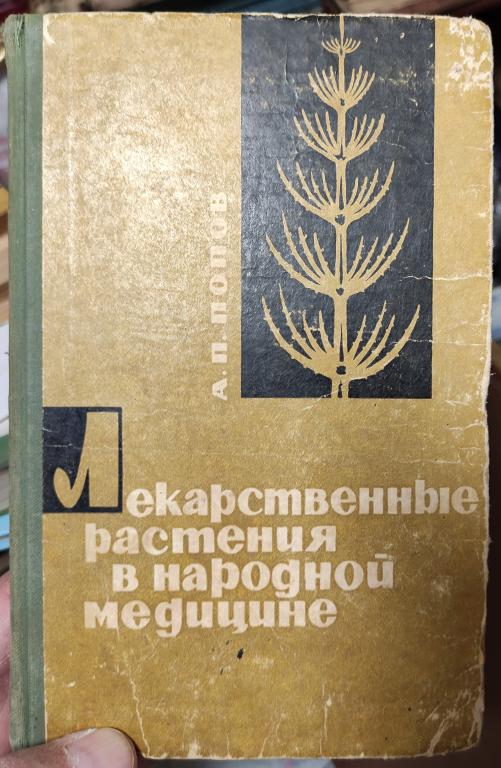 А. П. ПОПОВ
Лекарственные
растения
в народной
медицине